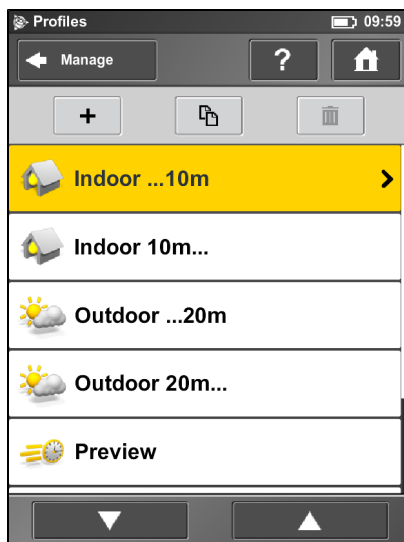 Profiles 09:59
Manage ?
+
Indoor ...10m
Indoor 10m...
Outdoor ...20m
Outdoor 20m...
Preview